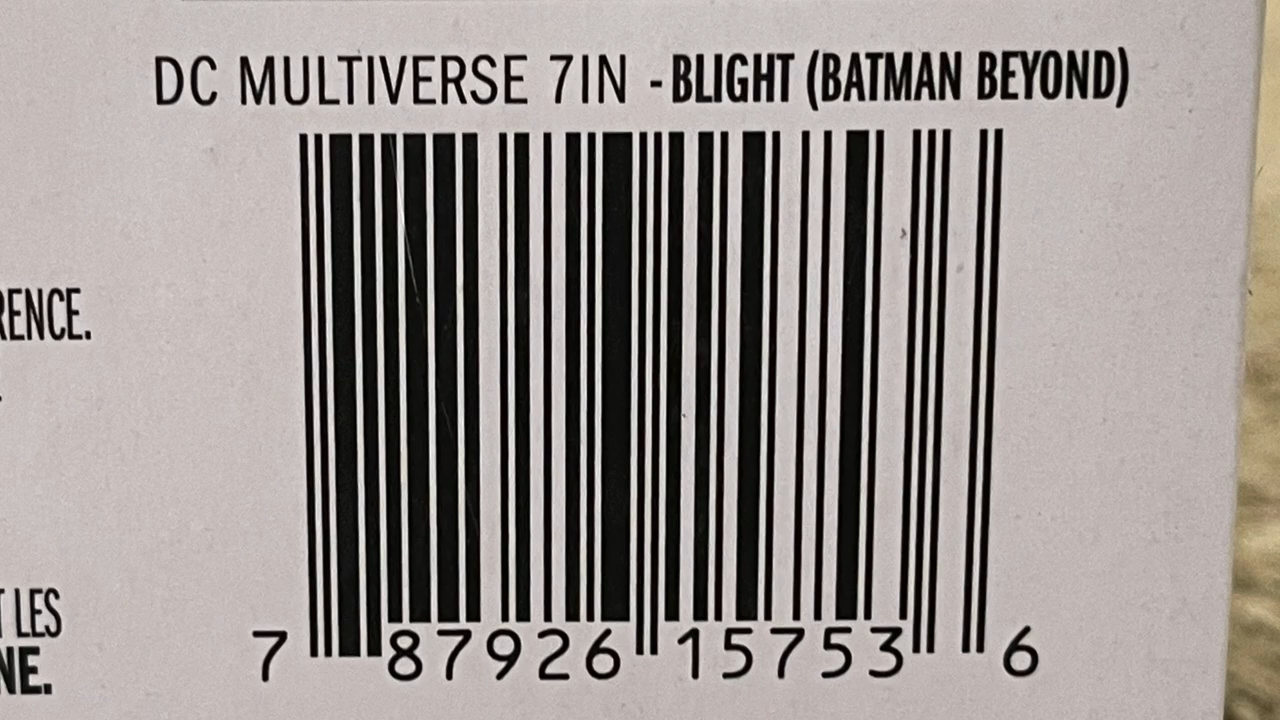 DC MULTIVERSE 7IN - BLIGHT (BATMAN BEYOND)
RENCE.
LES
NE.
7 87926 15753 6